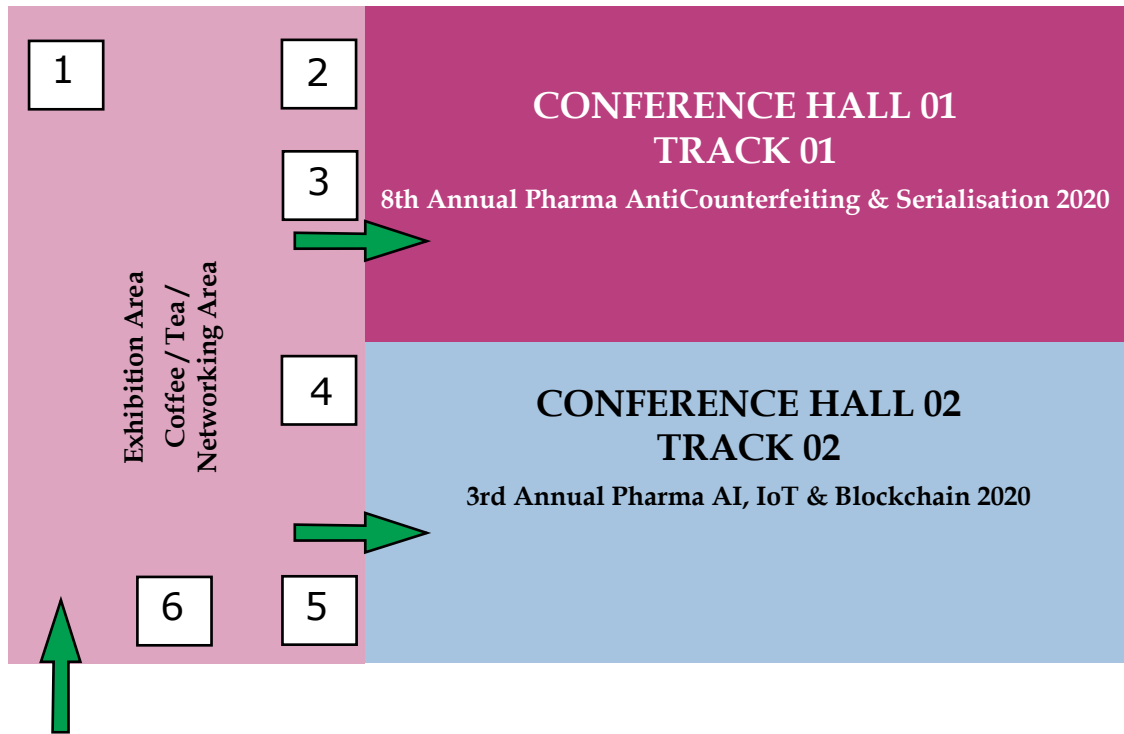 1
2
3
4
5
6
Exhibition Area
Coffee/Tea/
Networking Area
CONFERENCE HALL 01
TRACK 01
8th Annual Pharma AntiCounterfeiting & Serialisation 2020
CONFERENCE HALL 02
TRACK 02
3rd Annual Pharma AI, IoT & Blockchain 2020